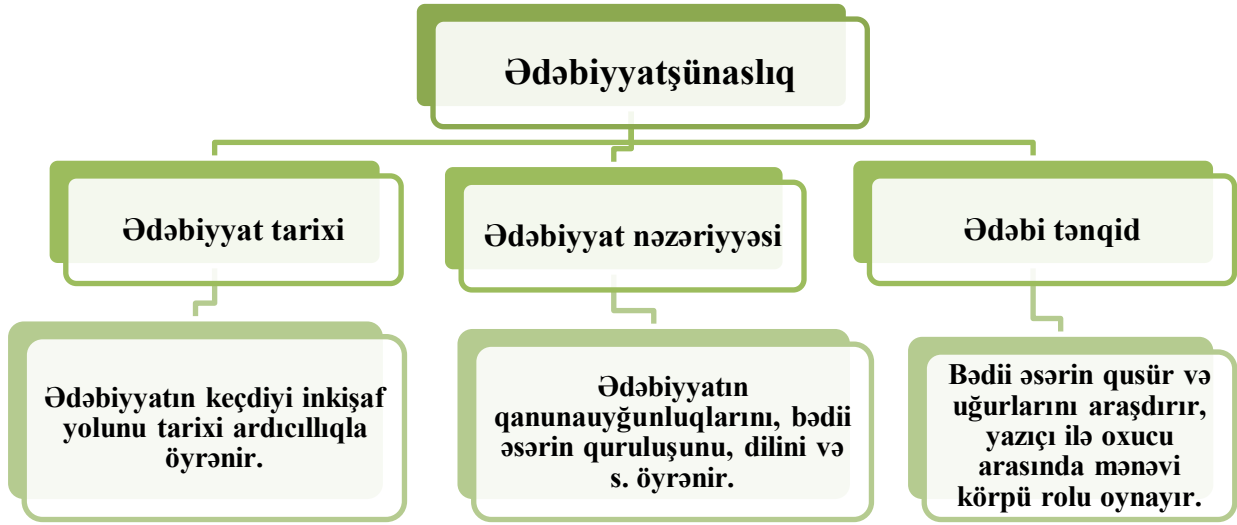 Ədəbiyyatşünaslıq
Ədəbiyyat tarixi
Ədəbiyyat nəzəriyyəsi
Ədəbi tənqid
Ədəbiyyatın keçdiyi inkişaf
yolunu tarixi ardıcıllıqla
öyrənir.
Ədəbiyyatın
qanunauyğunluqlarını, bədii
əsərin quruluşunu, dilini və
s. öyrənir.
Bədii əsərin qusür və
uğurlarını araşdırır,
yazıçı ilə oxucu
arasında mənəvi
körpü rolu oynayır.